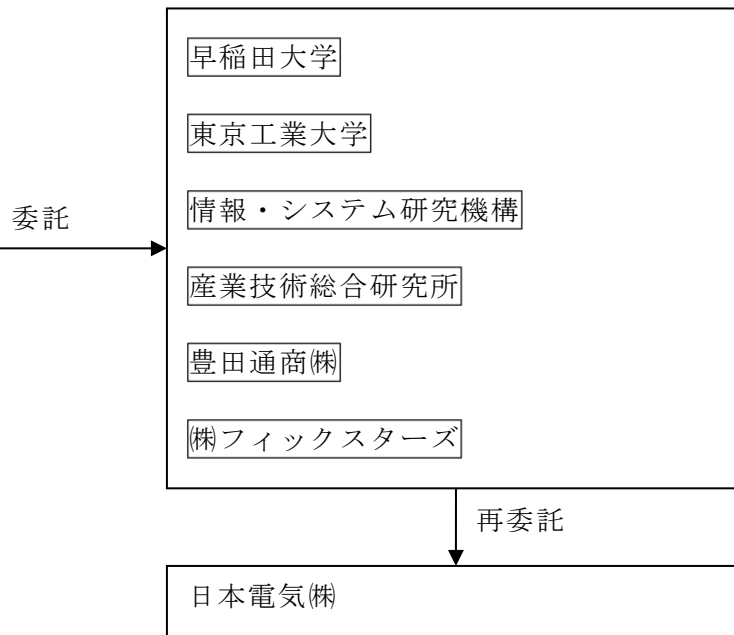 早稲田大学
東京工業大学
委託
情報・システム研究機構
産業技術総合研究所
豊田通商㈱
㈱フィックスターズ
再委託
日本電気㈱